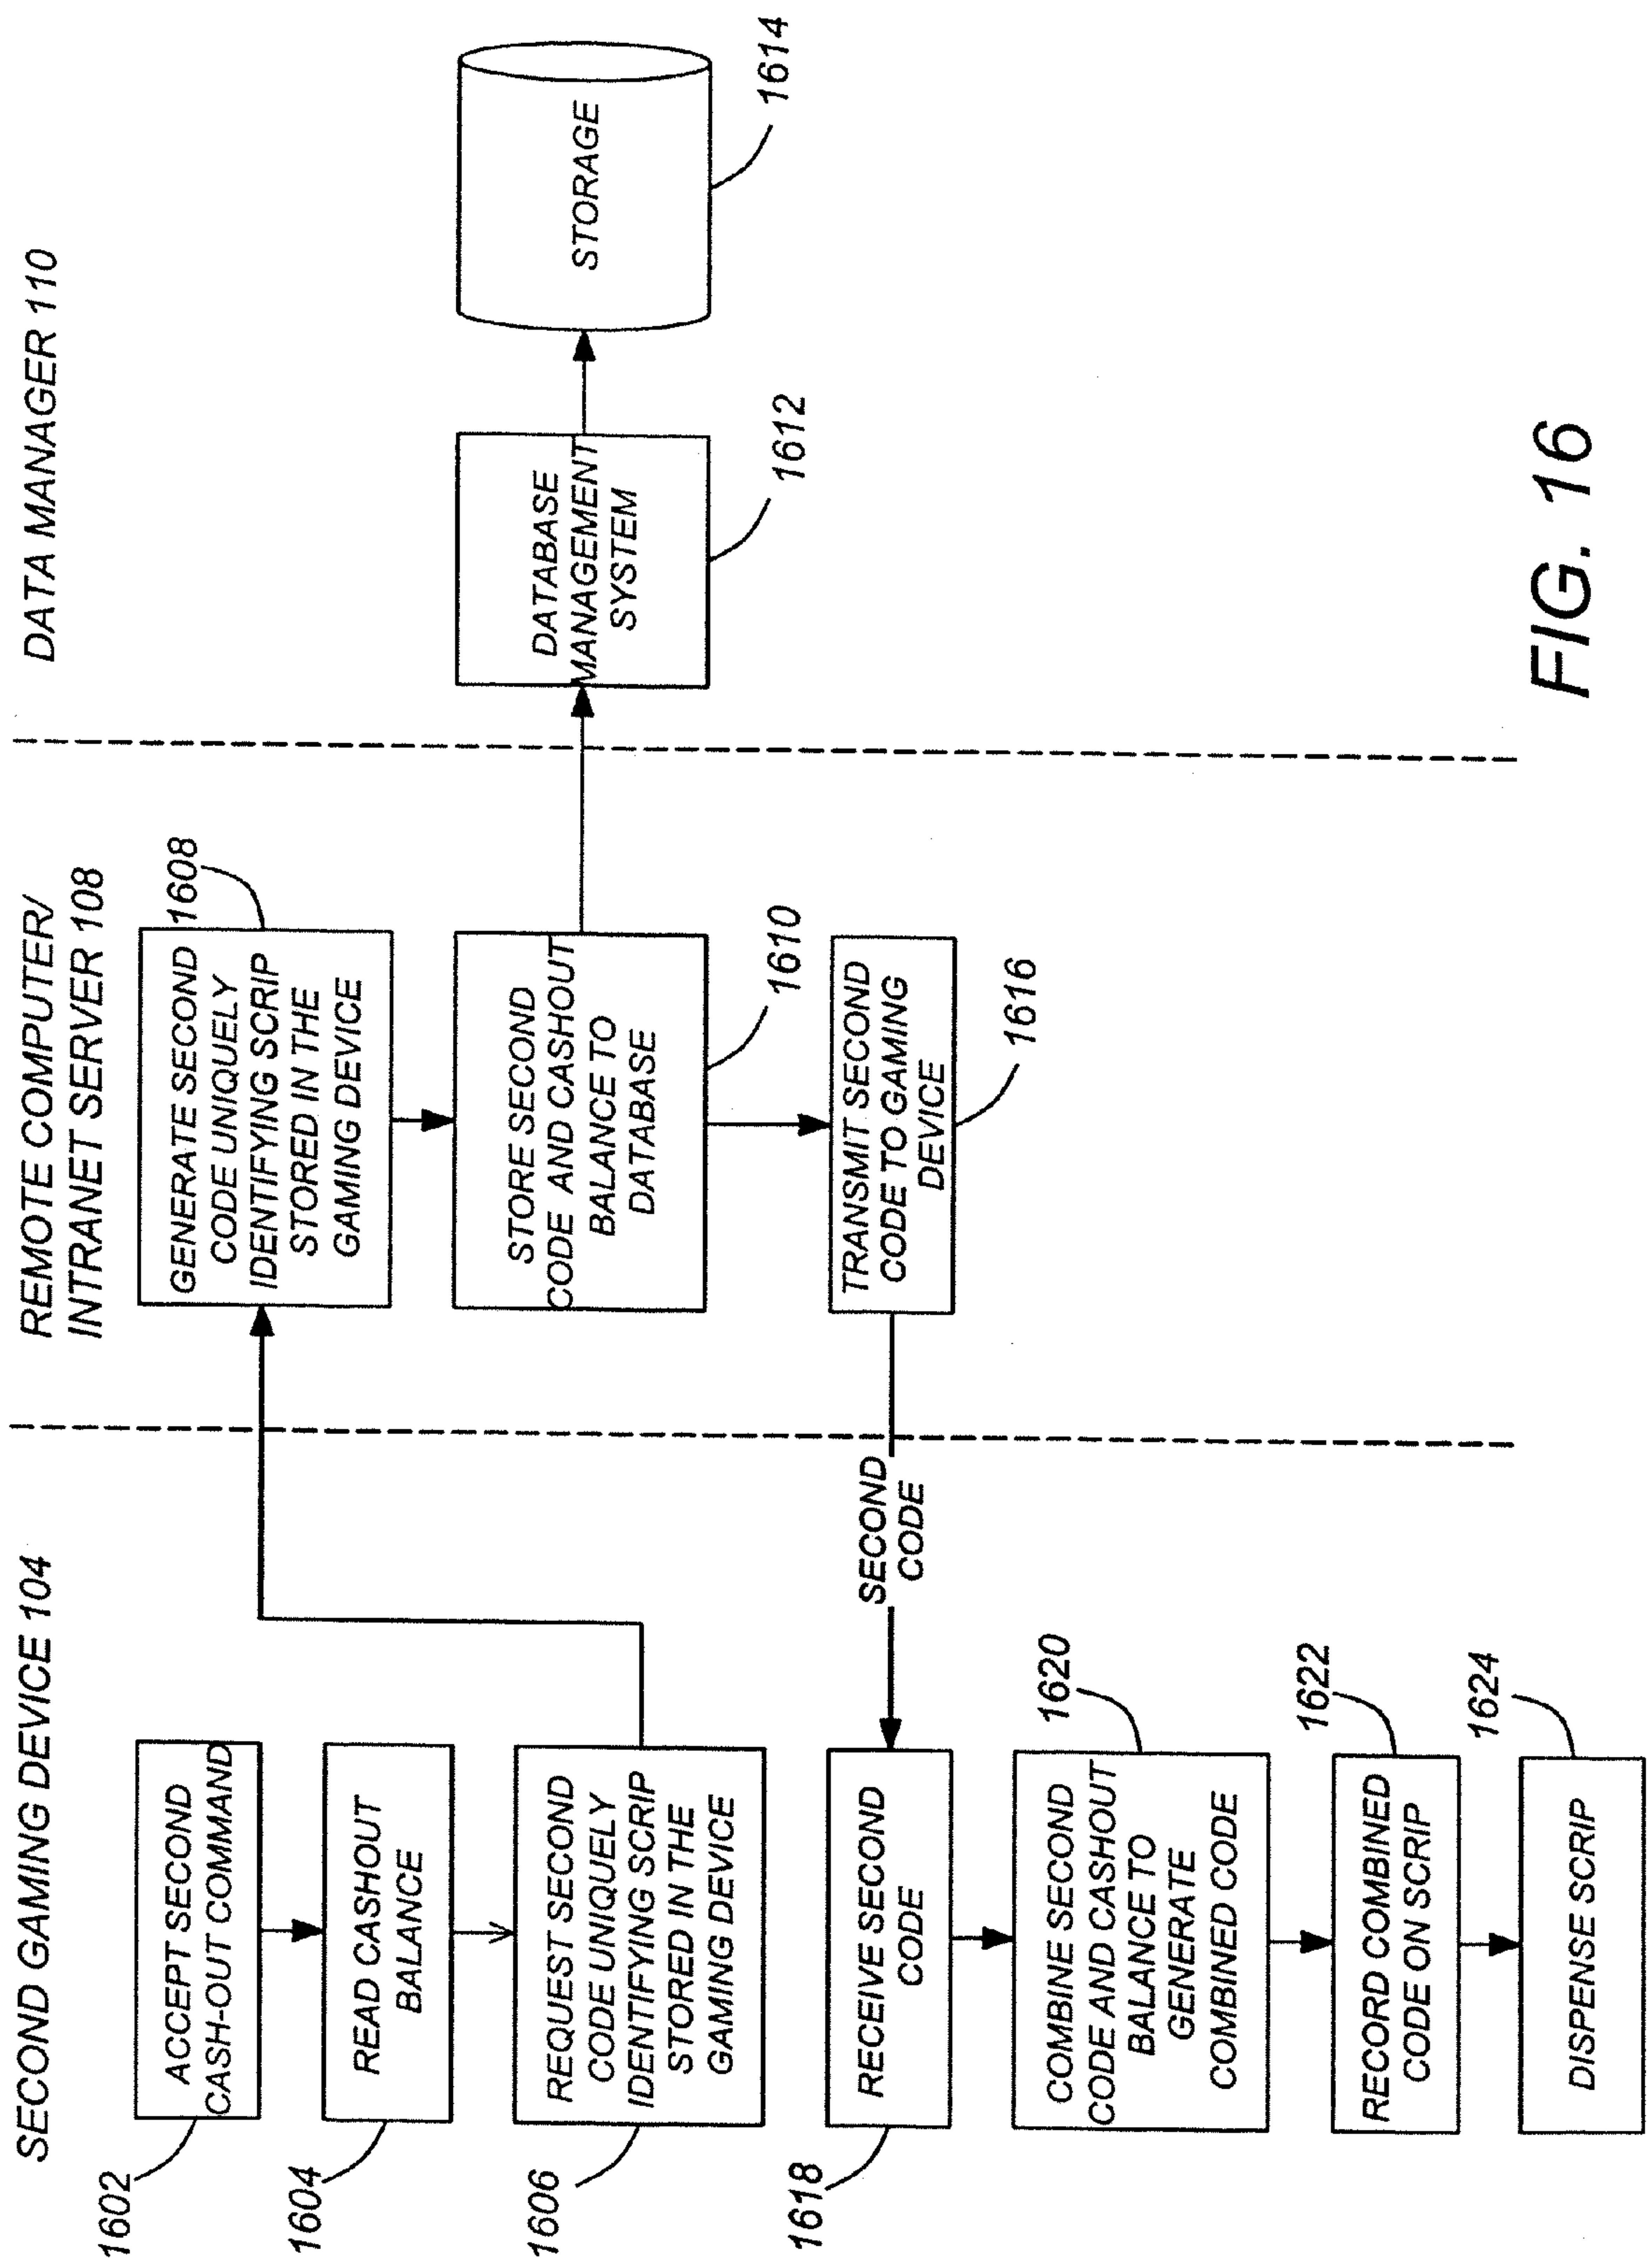 SECOND GAMING DEVICE 104
1602
ACCEPT SECOND
CASH-OUT COMMAND
1604
READ CASHOUT
BALANCE
1606
REQUEST SECOND
CODE UNIQUELY
IDENTIFYING SCRIP
STORED IN THE
GAMING DEVICE
1618
RECEIVE SECOND
CODE
COMBINE SECOND
CODE AND CASHOUT
BALANCE TO
GENERATE
COMBINED CODE
1620
RECORD COMBINED
CODE ON SCRIP
1622
DISPENSE SCRIP
1624
SECOND
CODE
REMOTE COMPUTER/
INTRANET SERVER 108
GENERATE SECOND
CODE UNIQUELY
IDENTIFYING SCRIP
STORED IN THE
GAMING DEVICE
1608
STORE SECOND
CODE AND CASHOUT
BALANCE TO
DATABASE
1610
TRANSMIT SECOND
CODE TO GAMING
DEVICE
1616
DATA MANAGER 110
DATABASE
MANAGEMENT
SYSTEM
1612
STORAGE
1614
FIG. 16